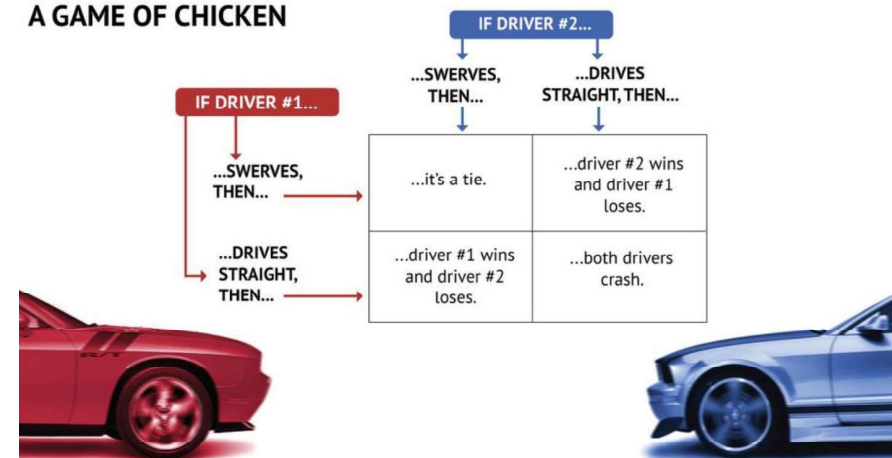 A GAME OF CHICKEN
IF DRIVER #2...
...SWERVES,
THEN...
...DRIVES
STRAIGHT, THEN...
IF DRIVER #1...
...SWERVES,
THEN...
...it's a tie.
...driver #2 wins
and driver #1
loses.
...DRIVES
STRAIGHT,
THEN...
...driver #1 wins
and driver #2
loses.
...both drivers
crash.
R/T